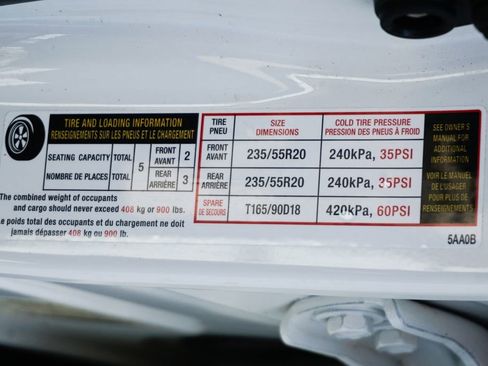 TIRE AND LOADING INFORMATION
RENSEIGNEMENTS SUR LES PNEUS ET LE CHARGEMENT
SEATING CAPACITY TOTAL 5 FRONT AVANT 2
NOMBRE DE PLACES TOTAL REAR ARRIÈRE 3
The combined weight of occupants
and cargo should never exceed 408 kg or 900 lbs.
Le poids total des occupants et du chargement ne doit
jamais dépasser 408 kg ou 900 lb.
TIRE PNEU SIZE DIMENSIONS COLD TIRE PRESSURE PRESSION DES PNEUS À FROID
FRONT AVANT 235/55R20 240kPa, 35PSI
REAR ARRIÈRE 235/55R20 240kPa, 35PSI
SPARE DE SECOURS T165/90D18 420kPa, 60PSI
SEE OWNER'S
MANUAL FOR
ADDITIONAL
INFORMATION
VOIR LE MANUEL
DE L'USAGER
POUR PLUS DE
RENSEIGNEMENTS
5AA0B